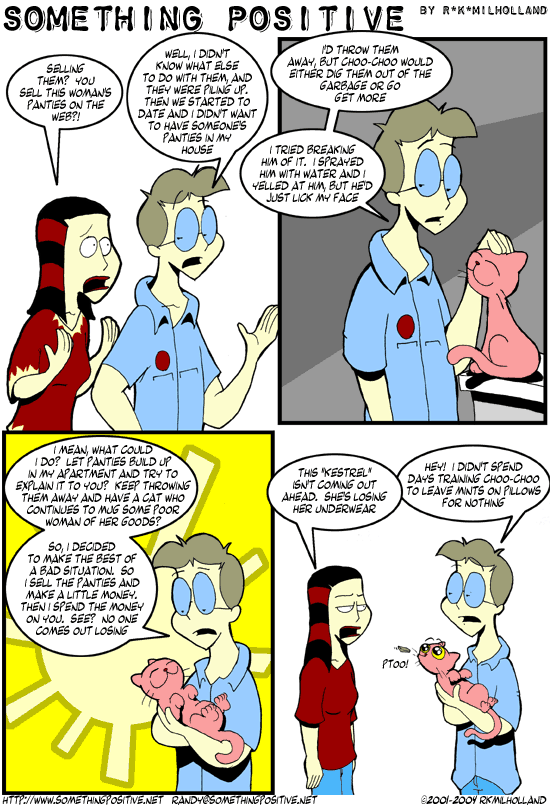 SOMETHING POSITIVE BY R*K*MILHOLLAND
SELLING
THEM? YOU
SELL THIS WOMAN'S
PANTIES ON THE
WEB?!
WELL, I DIDN'T
KNOW WHAT ELSE
TO DO WITH THEM, AND
THEY WERE PILING UP.
THEN WE STARTED TO
DATE AND I DIDN'T WANT
TO HAVE SOMEONE'S
PANTIES IN MY
HOUSE
I'D THROW THEM
AWAY, BUT CHOO-CHOO WOULD
EITHER DIG THEM OUT OF THE
GARBAGE OR GO
GET MORE
I TRIED BREAKING
HIM OF IT. I SPRAYED
HIM WITH WATER AND I
YELLED AT HIM, BUT HE'D
JUST LICK MY FACE
I MEAN, WHAT COULD
I DO? LET PANTIES BUILD UP
IN MY APARTMENT AND TRY TO
EXPLAIN IT TO YOU? KEEP THROWING
THEM AWAY AND HAVE A CAT WHO
CONTINUES TO MUG SOME POOR
WOMAN OF HER GOODS?
SO, I DECIDED
TO MAKE THE BEST OF
A BAD SITUATION. SO
I SELL THE PANTIES AND
MAKE A LITTLE MONEY.
THEN I SPEND THE MONEY
ON YOU. SEE? NO ONE
COMES OUT LOSING
THIS "KESTREL"
ISN'T COMING OUT
AHEAD. SHE'S LOSING
HER UNDERWEAR
HEY! I DIDN'T SPEND
DAYS TRAINING CHOO-CHOO
TO LEAVE MINTS ON PILLOWS
FOR NOTHING
PTOO!
HTTP://WWW.SOMETHINGPOSITIVE.NET RANDY@SOMETHINGPOSITIVE.NET ©2001-2004 RKMILHOLLAND